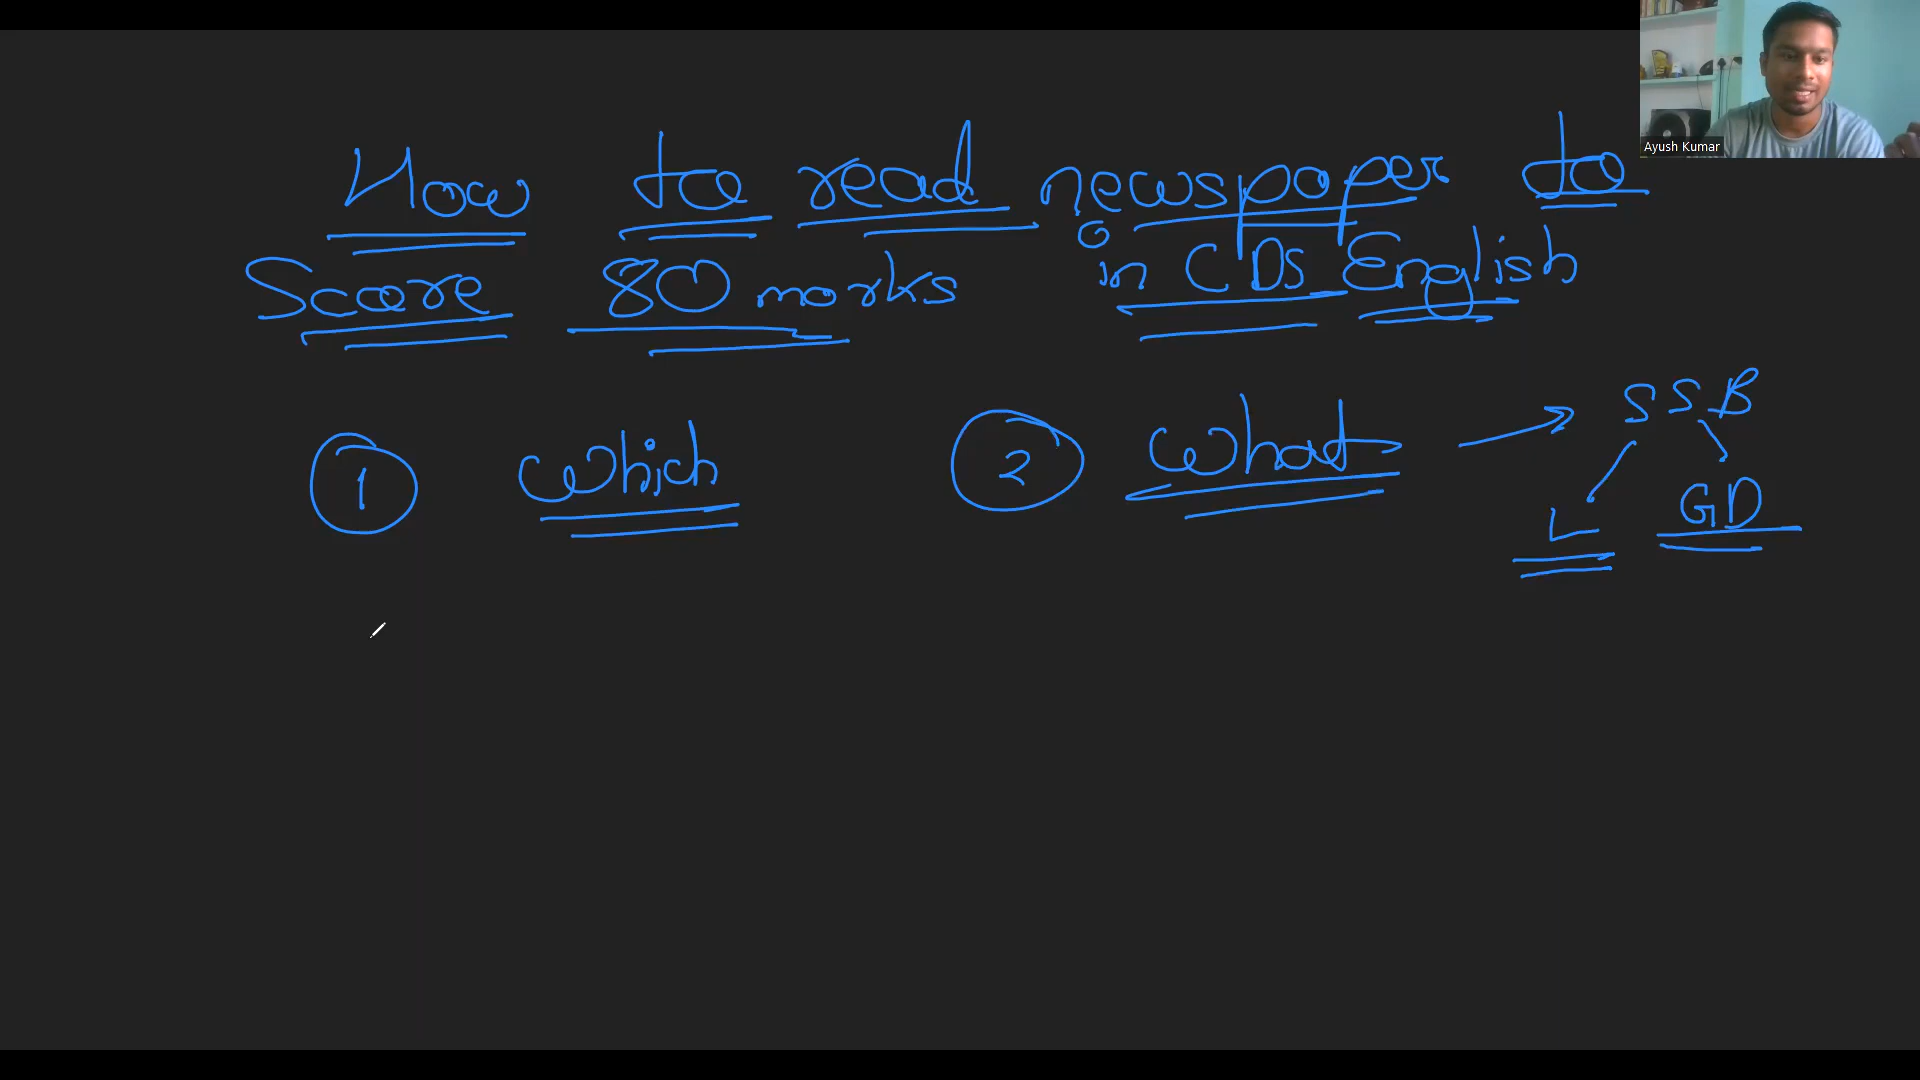 Ayush Kumar
How to read newspaper to
Score 80 marks in CDS English
1 which 2 what → SSB
L GD